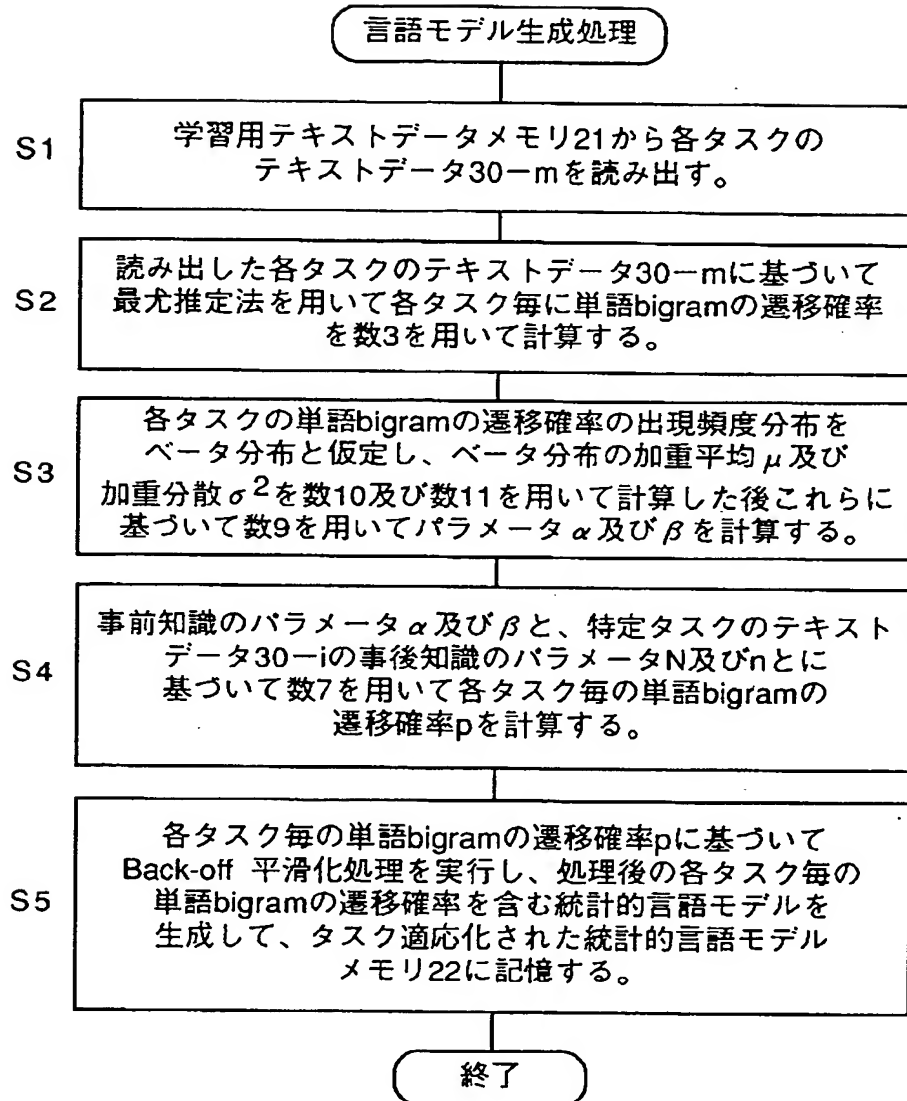 言語モデル生成処理
S1
学習用テキストデータメモリ21から各タスクの
テキストデータ30－mを読み出す。
S2
読み出した各タスクのテキストデータ30－mに基づいて
最尤推定法を用いて各タスク毎に単語bigramの遷移確率
を数3を用いて計算する。
S3
各タスクの単語bigramの遷移確率の出現頻度分布を
ベータ分布と仮定し、ベータ分布の加重平均μ及び
加重分散σ²を数10及び数11を用いて計算した後これらに
基づいて数9を用いてパラメータα及びβを計算する。
S4
事前知識のパラメータα及びβと、特定タスクのテキスト
データ30－iの事後知識のパラメータN及びnとに
基づいて数7を用いて各タスク毎の単語bigramの
遷移確率pを計算する。
S5
各タスク毎の単語bigramの遷移確率pに基づいて
Back-off 平滑化処理を実行し、処理後の各タスク毎の
単語bigramの遷移確率を含む統計的言語モデルを
生成して、タスク適応化された統計的言語モデル
メモリ22に記憶する。
終了